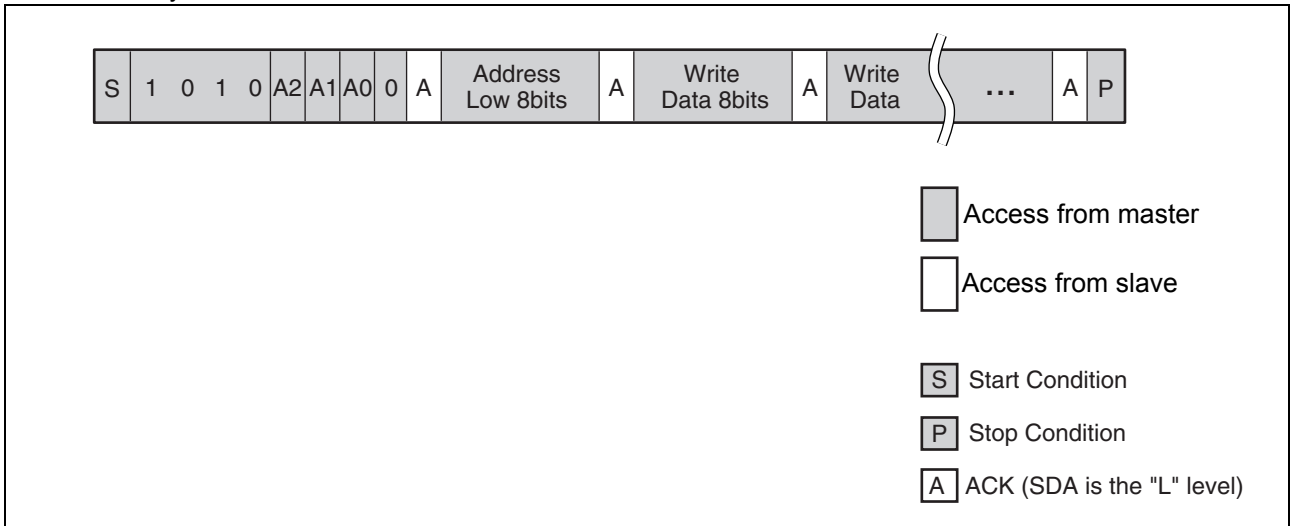 S 1 0 1 0 A2 A1 A0 0 A Address Low 8bits A Write Data 8bits A Write Data ... A P
Access from master
Access from slave
S Start Condition
P Stop Condition
A ACK (SDA is the "L" level)